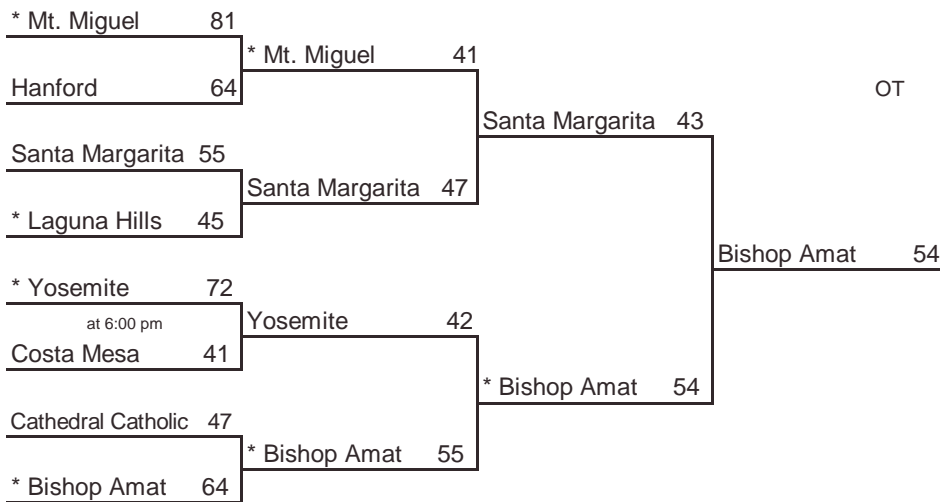 * Mt. Miguel 81
* Mt. Miguel 41
Hanford 64
OT
Santa Margarita 43
Santa Margarita 55
Santa Margarita 47
* Laguna Hills 45
Bishop Amat 54
* Yosemite 72
at 6:00 pm
Yosemite 42
Costa Mesa 41
* Bishop Amat 54
Cathedral Catholic 47
* Bishop Amat 55
* Bishop Amat 64